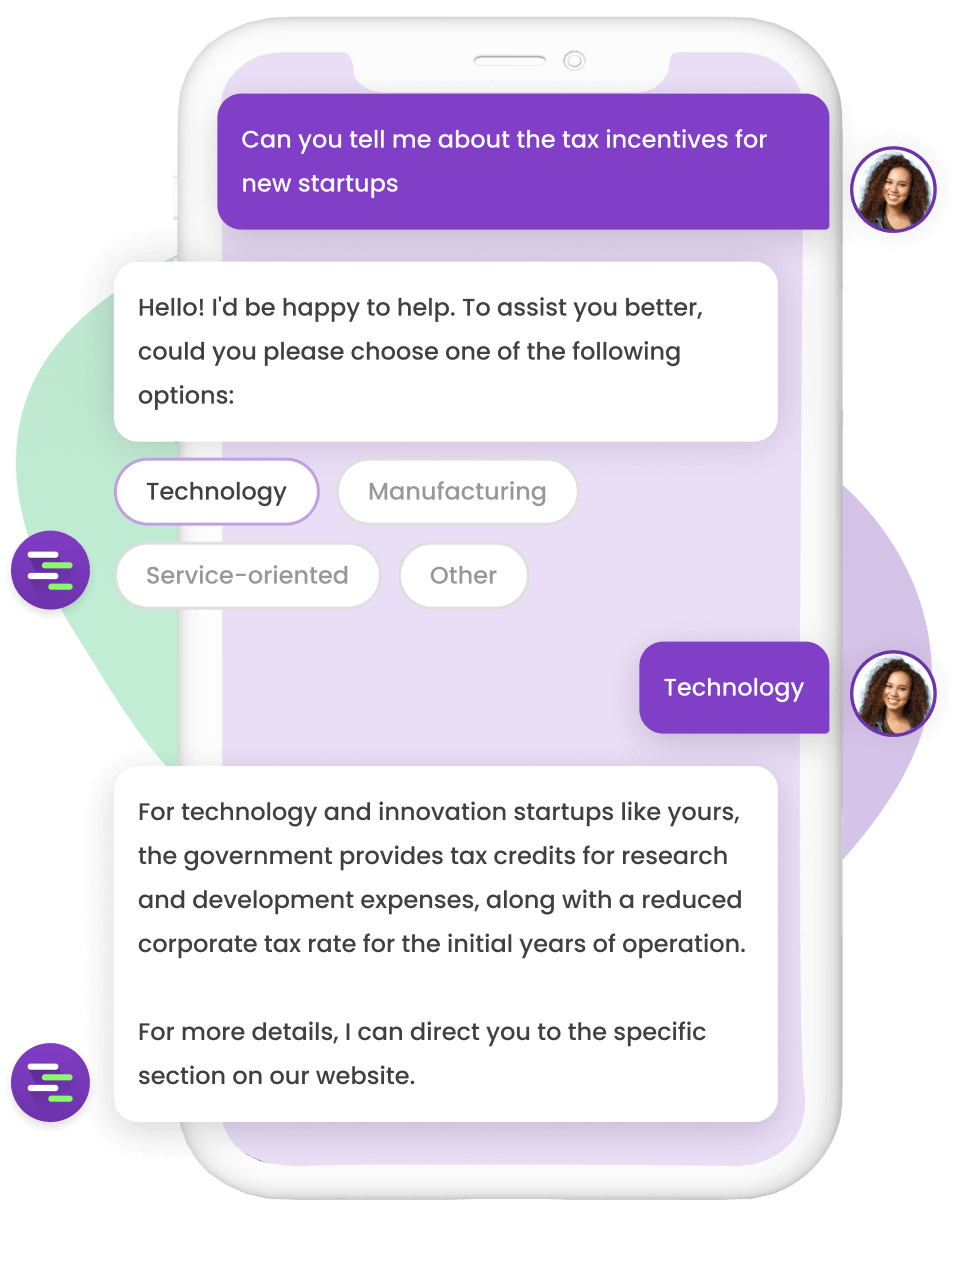 Can you tell me about the tax incentives for
new startups
Hello! I'd be happy to help. To assist you better,
could you please choose one of the following
options:
Technology
Manufacturing
Service-oriented
Other
Technology
For technology and innovation startups like yours,
the government provides tax credits for research
and development expenses, along with a reduced
corporate tax rate for the initial years of operation.
For more details, I can direct you to the specific
section on our website.